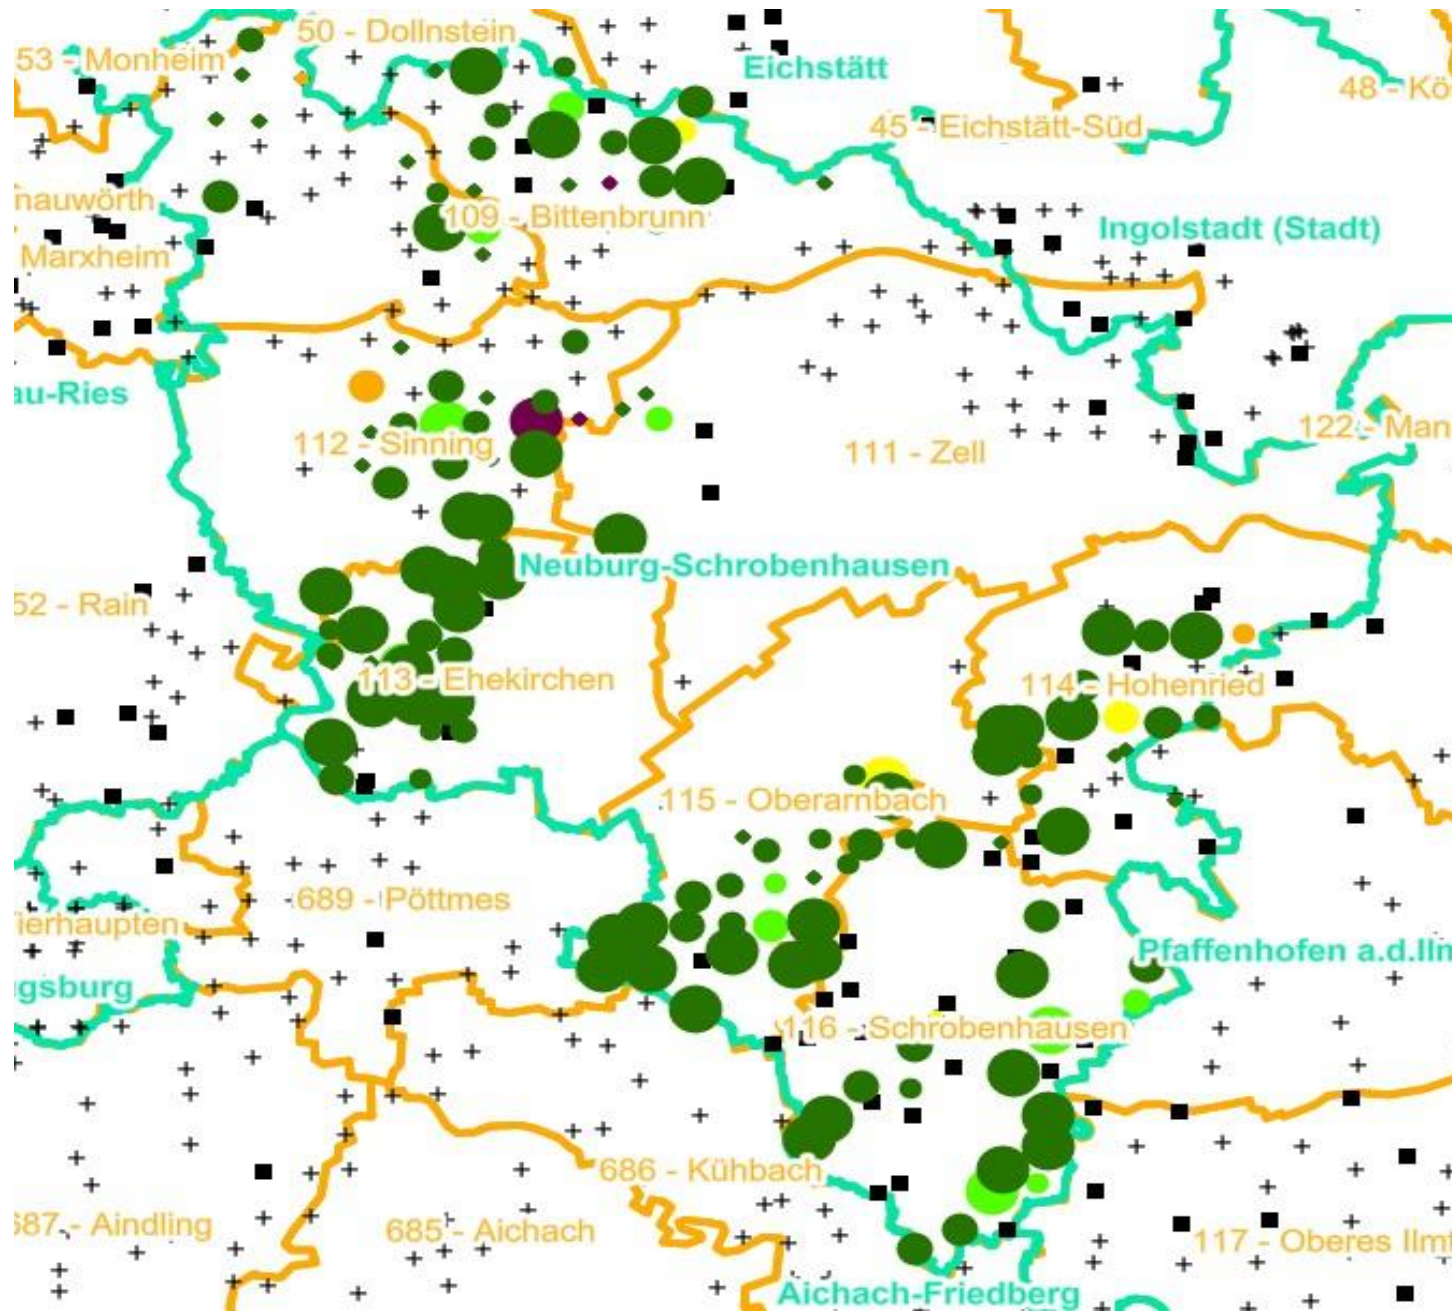 50 - Dollnstein
53 - Monheim
Eichstätt
48 - Kö
45 - Eichstätt-Süd
nauwörth
109 - Bittenbrunn
Ingolstadt (Stadt)
Marxheim
au-Ries
122 - Man
112 - Sinning
111 - Zell
Neuburg-Schrobenhausen
52 - Rain
113 - Ehekirchen
114 - Hohenried
115 - Oberarnbach
689 - Pöttmes
ierhaupten
Pfaffenhofen a.d.Ilm
gsburg
116 - Schrobenhausen
686 - Kühbach
687 - Aindling
685 - Aichach
117 - Oberes Ilmt
Aichach-Friedberg